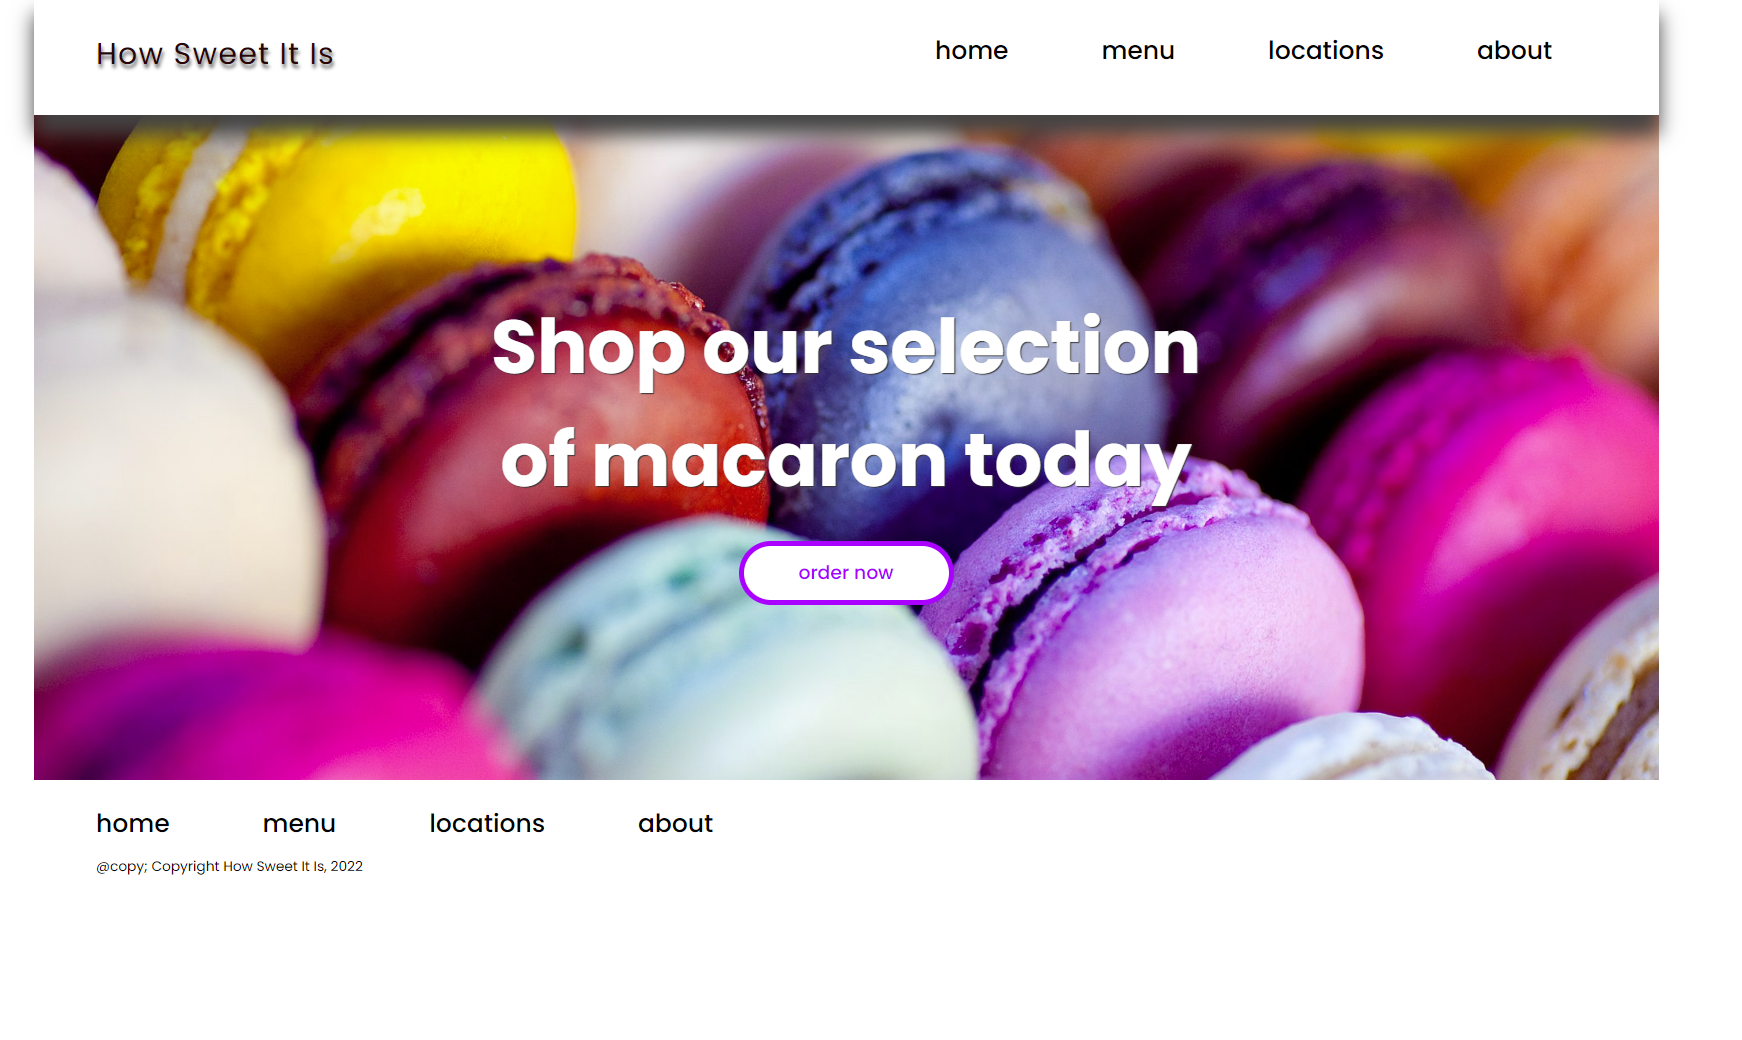 How Sweet It Is
home menu locations about
Shop our selection
of macaron today
order now
home menu locations about
@copy; Copyright How Sweet It Is, 2022